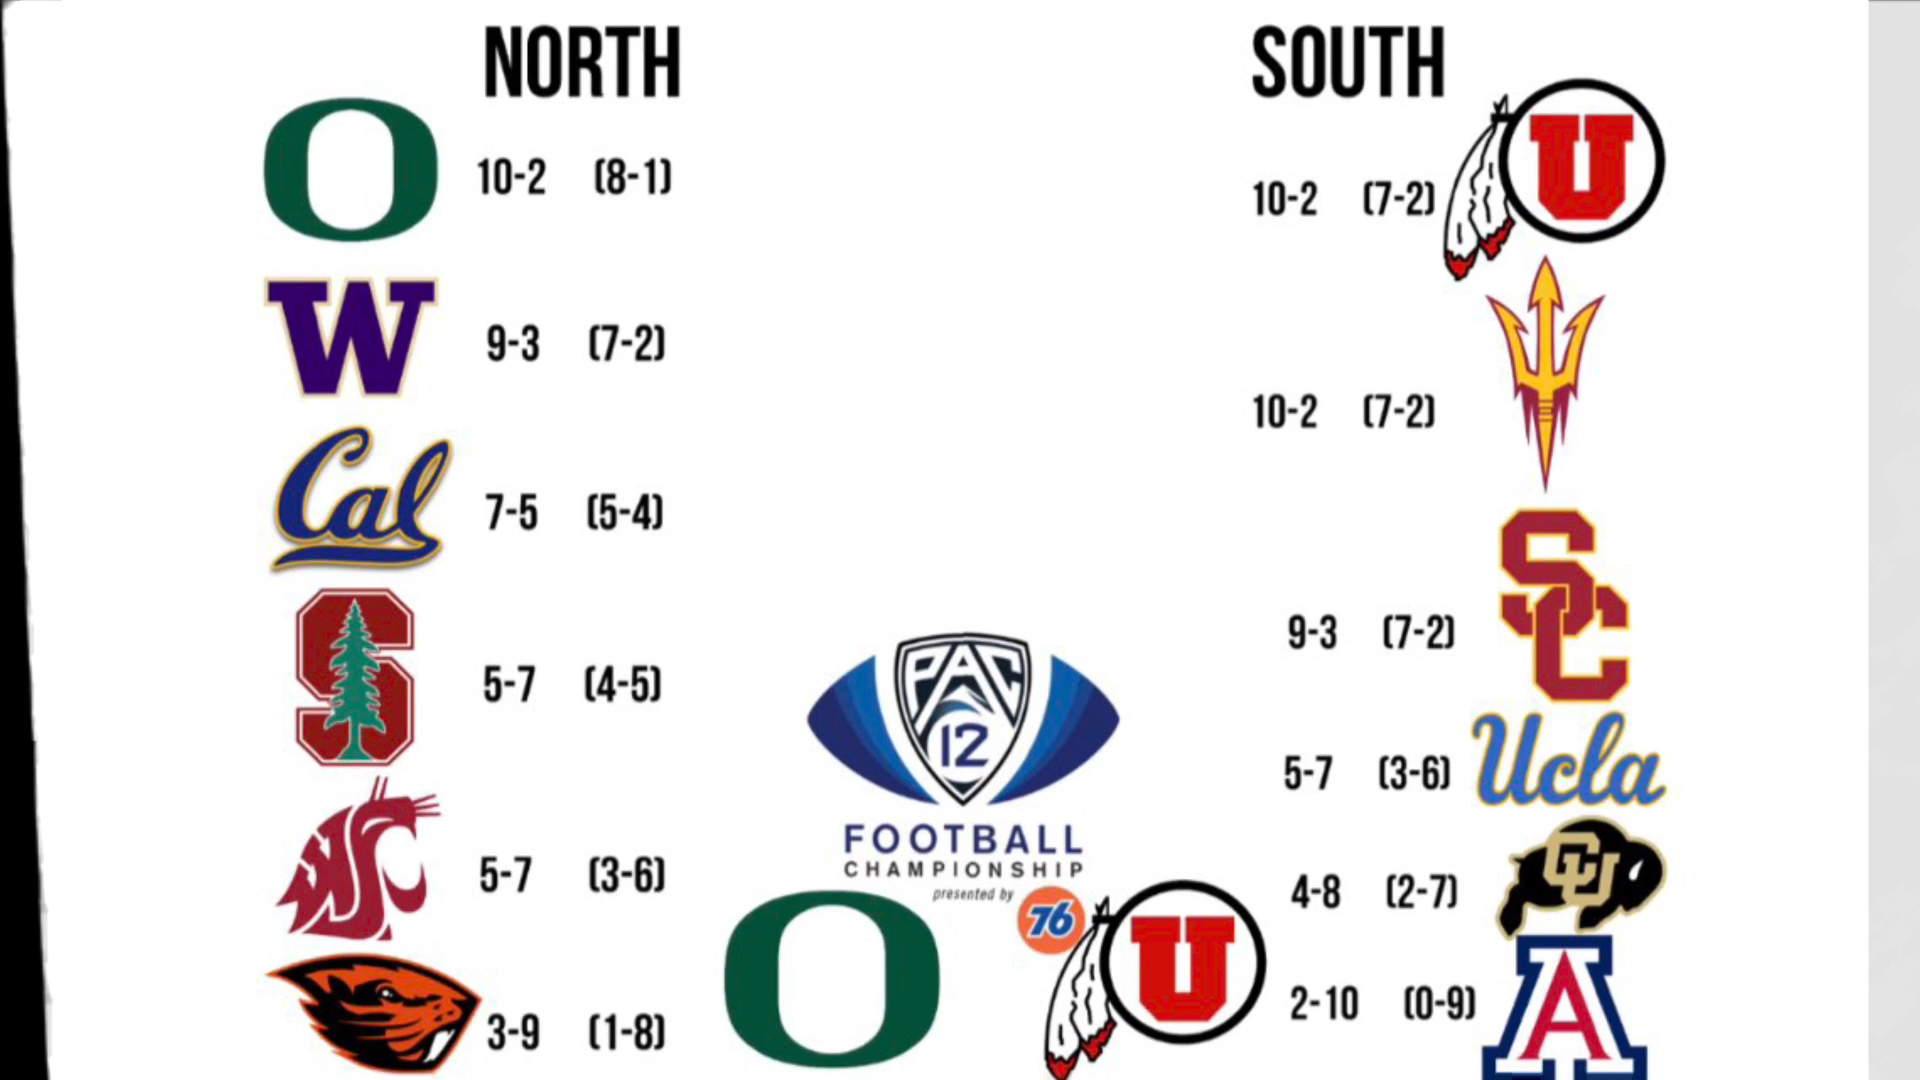 NORTH
10-2 (8-1)
W
9-3 (7-2)
Cal
7-5 (5-4)
S
5-7 (4-5)
WSC
5-7 (3-6)
3-9 (1-8)
O
PAC
12
FOOTBALL
CHAMPIONSHIP
presented by
76
O
U
SOUTH
10-2 (7-2)
U
10-2 (7-2)
9-3 (7-2)
SC
5-7 (3-6)
Ucla
4-8 (2-7)
CU
2-10 (0-9)
A